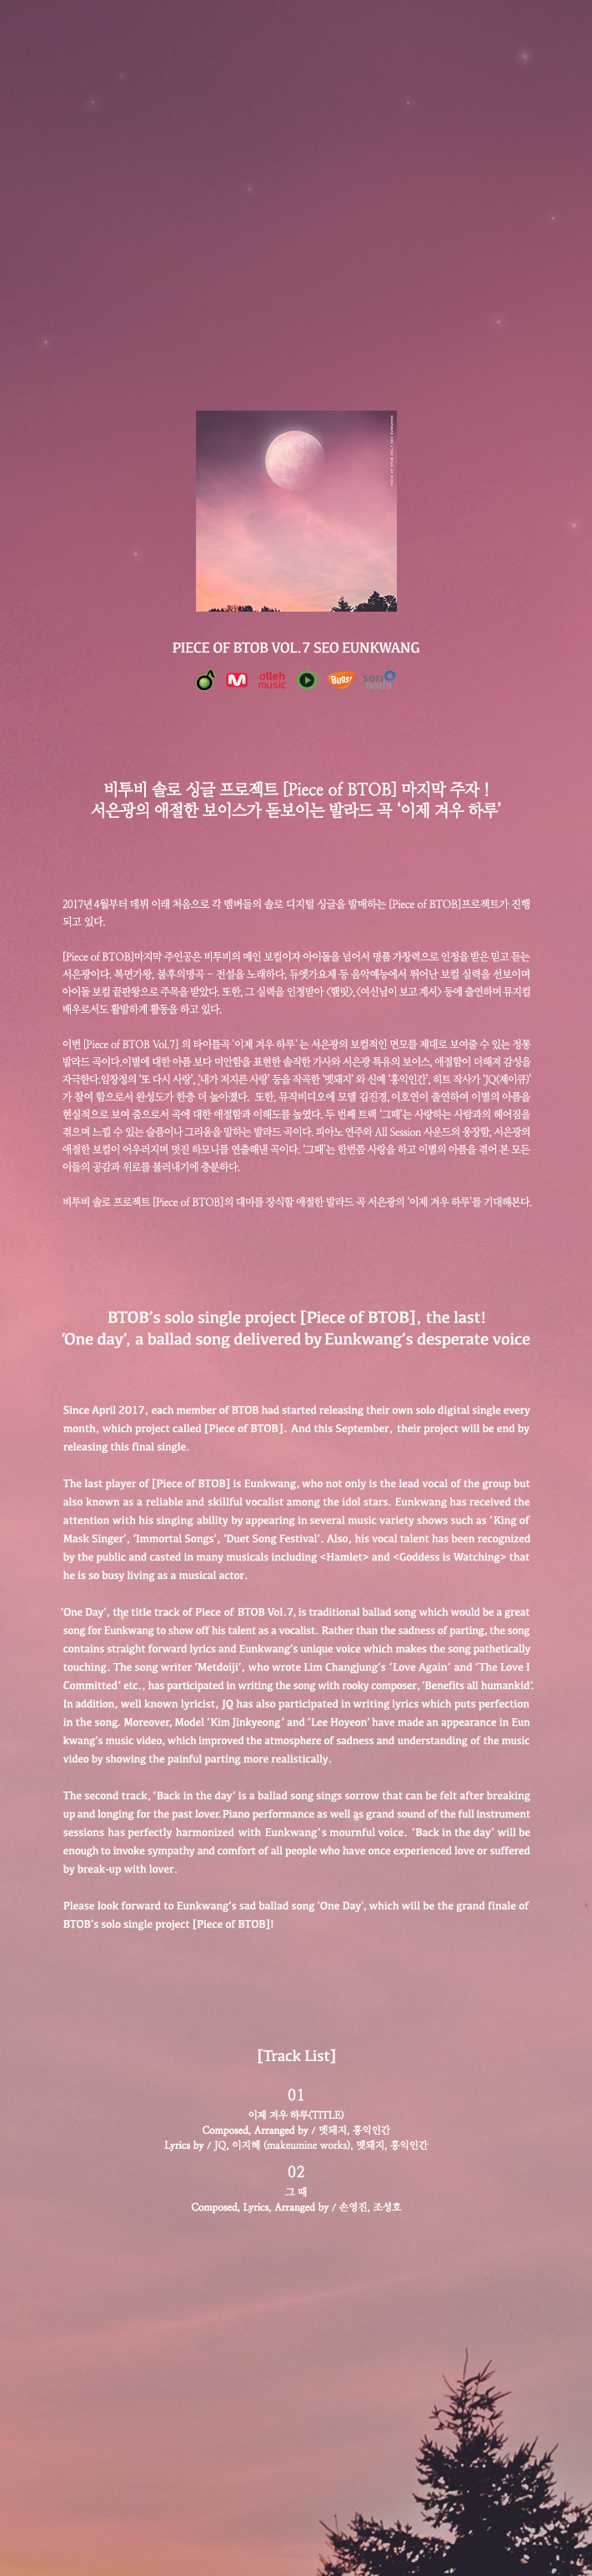 PIECE OF BTOB VOL.7 SEO EUNKWANG
PIECE OF BTOB VOL.7 SEO EUNKWANG
olleh
music
Bugs!
sori
bada
비투비 솔로 싱글 프로젝트 [Piece of BTOB] 마지막 주자 !
서은광의 애절한 보이스가 돋보이는 발라드 곡 ‘이제 겨우 하루’
2017년 4월부터 데뷔 이래 처음으로 각 멤버들의 솔로 디지털 싱글을 발매하는 [Piece of BTOB]프로젝트가 진행
되고 있다.
[Piece of BTOB]마지막 주인공은 비투비의 메인 보컬이자 아이돌을 넘어서 명품 가창력으로 인정을 받은 믿고 듣는
서은광이다. 복면가왕, 불후의명곡 – 전설을 노래하다, 듀엣가요제 등 음악예능에서 뛰어난 보컬 실력을 선보이며
아이돌 보컬 끝판왕으로 주목을 받았다. 또한, 그 실력을 인정받아 <햄릿>,<여신님이 보고 계셔> 등에 출연하며 뮤지컬
배우로서도 활발하게 활동을 하고 있다.
이번 [Piece of BTOB Vol.7] 의 타이틀곡 '이제 겨우 하루' 는 서은광의 보컬적인 면모를 제대로 보여줄 수 있는 정통
발라드 곡이다.이별에 대한 아픔 보다 미안함을 표현한 솔직한 가사와 서은광 특유의 보이스, 애절함이 더해져 감성을
자극한다.임창정의 ‘또 다시 사랑’, ‘내가 저지른 사랑’ 등을 작곡한 ‘멧돼지’ 와 신예 ‘홍익인간’, 히트 작사가 ‘JQ(제이큐)’
가 참여 함으로서 완성도가 한층 더 높아졌다. 또한, 뮤직비디오에 모델 김진경, 이호연이 출연하여 이별의 아픔을
현실적으로 보여 줌으로서 곡에 대한 애절함과 이해도를 높였다. 두 번째 트랙 ‘그때’는 사랑하는 사람과의 헤어짐을
겪으며 느낄 수 있는 슬픔이나 그리움을 말하는 발라드 곡이다. 피아노 연주와 All Session 사운드의 웅장함, 서은광의
애절한 보컬이 어우러지며 멋진 하모니를 연출해낸 곡이다. ‘그때’는 한번쯤 사랑을 하고 이별의 아픔을 겪어 본 모든
이들의 공감과 위로를 불러내기에 충분하다.
비투비 솔로 프로젝트 [Piece of BTOB]의 대미를 장식할 애절한 발라드 곡 서은광의 '이제 겨우 하루'를 기대해본다.
BTOB’s solo single project [Piece of BTOB], the last!
‘One day’, a ballad song delivered by Eunkwang’s desperate voice
Since April 2017, each member of BTOB had started releasing their own solo digital single every
month, which project called [Piece of BTOB]. And this September, their project will be end by
releasing this final single.
The last player of [Piece of BTOB] is Eunkwang, who not only is the lead vocal of the group but
also known as a reliable and skillful vocalist among the idol stars. Eunkwang has received the
attention with his singing ability by appearing in several music variety shows such as ‘King of
Mask Singer’, ‘Immortal Songs’, ‘Duet Song Festival’. Also, his vocal talent has been recognized
by the public and casted in many musicals including <Hamlet> and <Goddess is Watching> that
he is so busy living as a musical actor.
‘One Day’, the title track of Piece of BTOB Vol.7, is traditional ballad song which would be a great
song for Eunkwang to show off his talent as a vocalist. Rather than the sadness of parting, the song
contains straight forward lyrics and Eunkwang’s unique voice which makes the song pathetically
touching. The song writer ‘Metdoiji’, who wrote Lim Changjung’s ‘Love Again’ and ‘The Love I
Committed’ etc., has participated in writing the song with rooky composer, ‘Benefits all humankid’.
In addition, well known lyricist, JQ has also participated in writing lyrics which puts perfection
in the song. Moreover, Model ‘Kim Jinkyeong’ and ‘Lee Hoyeon’ have made an appearance in Eun
kwang’s music video, which improved the atmosphere of sadness and understanding of the music
video by showing the painful parting more realistically.
The second track, ‘Back in the day’ is a ballad song sings sorrow that can be felt after breaking
up and longing for the past lover. Piano performance as well as grand sound of the full instrument
sessions has perfectly harmonized with Eunkwang’s mournful voice. ‘Back in the day’ will be
enough to invoke sympathy and comfort of all people who have once experienced love or suffered
by break-up with lover.
Please look forward to Eunkwang’s sad ballad song ‘One Day’, which will be the grand finale of
BTOB’s solo single project [Piece of BTOB]!
[Track List]
01
이제 겨우 하루(TITLE)
Composed, Arranged by / 멧돼지, 홍익인간
Lyrics by / JQ, 이지혜 (makeumine works), 멧돼지, 홍익인간
02
그 때
Composed, Lyrics, Arranged by / 손영진, 조성호